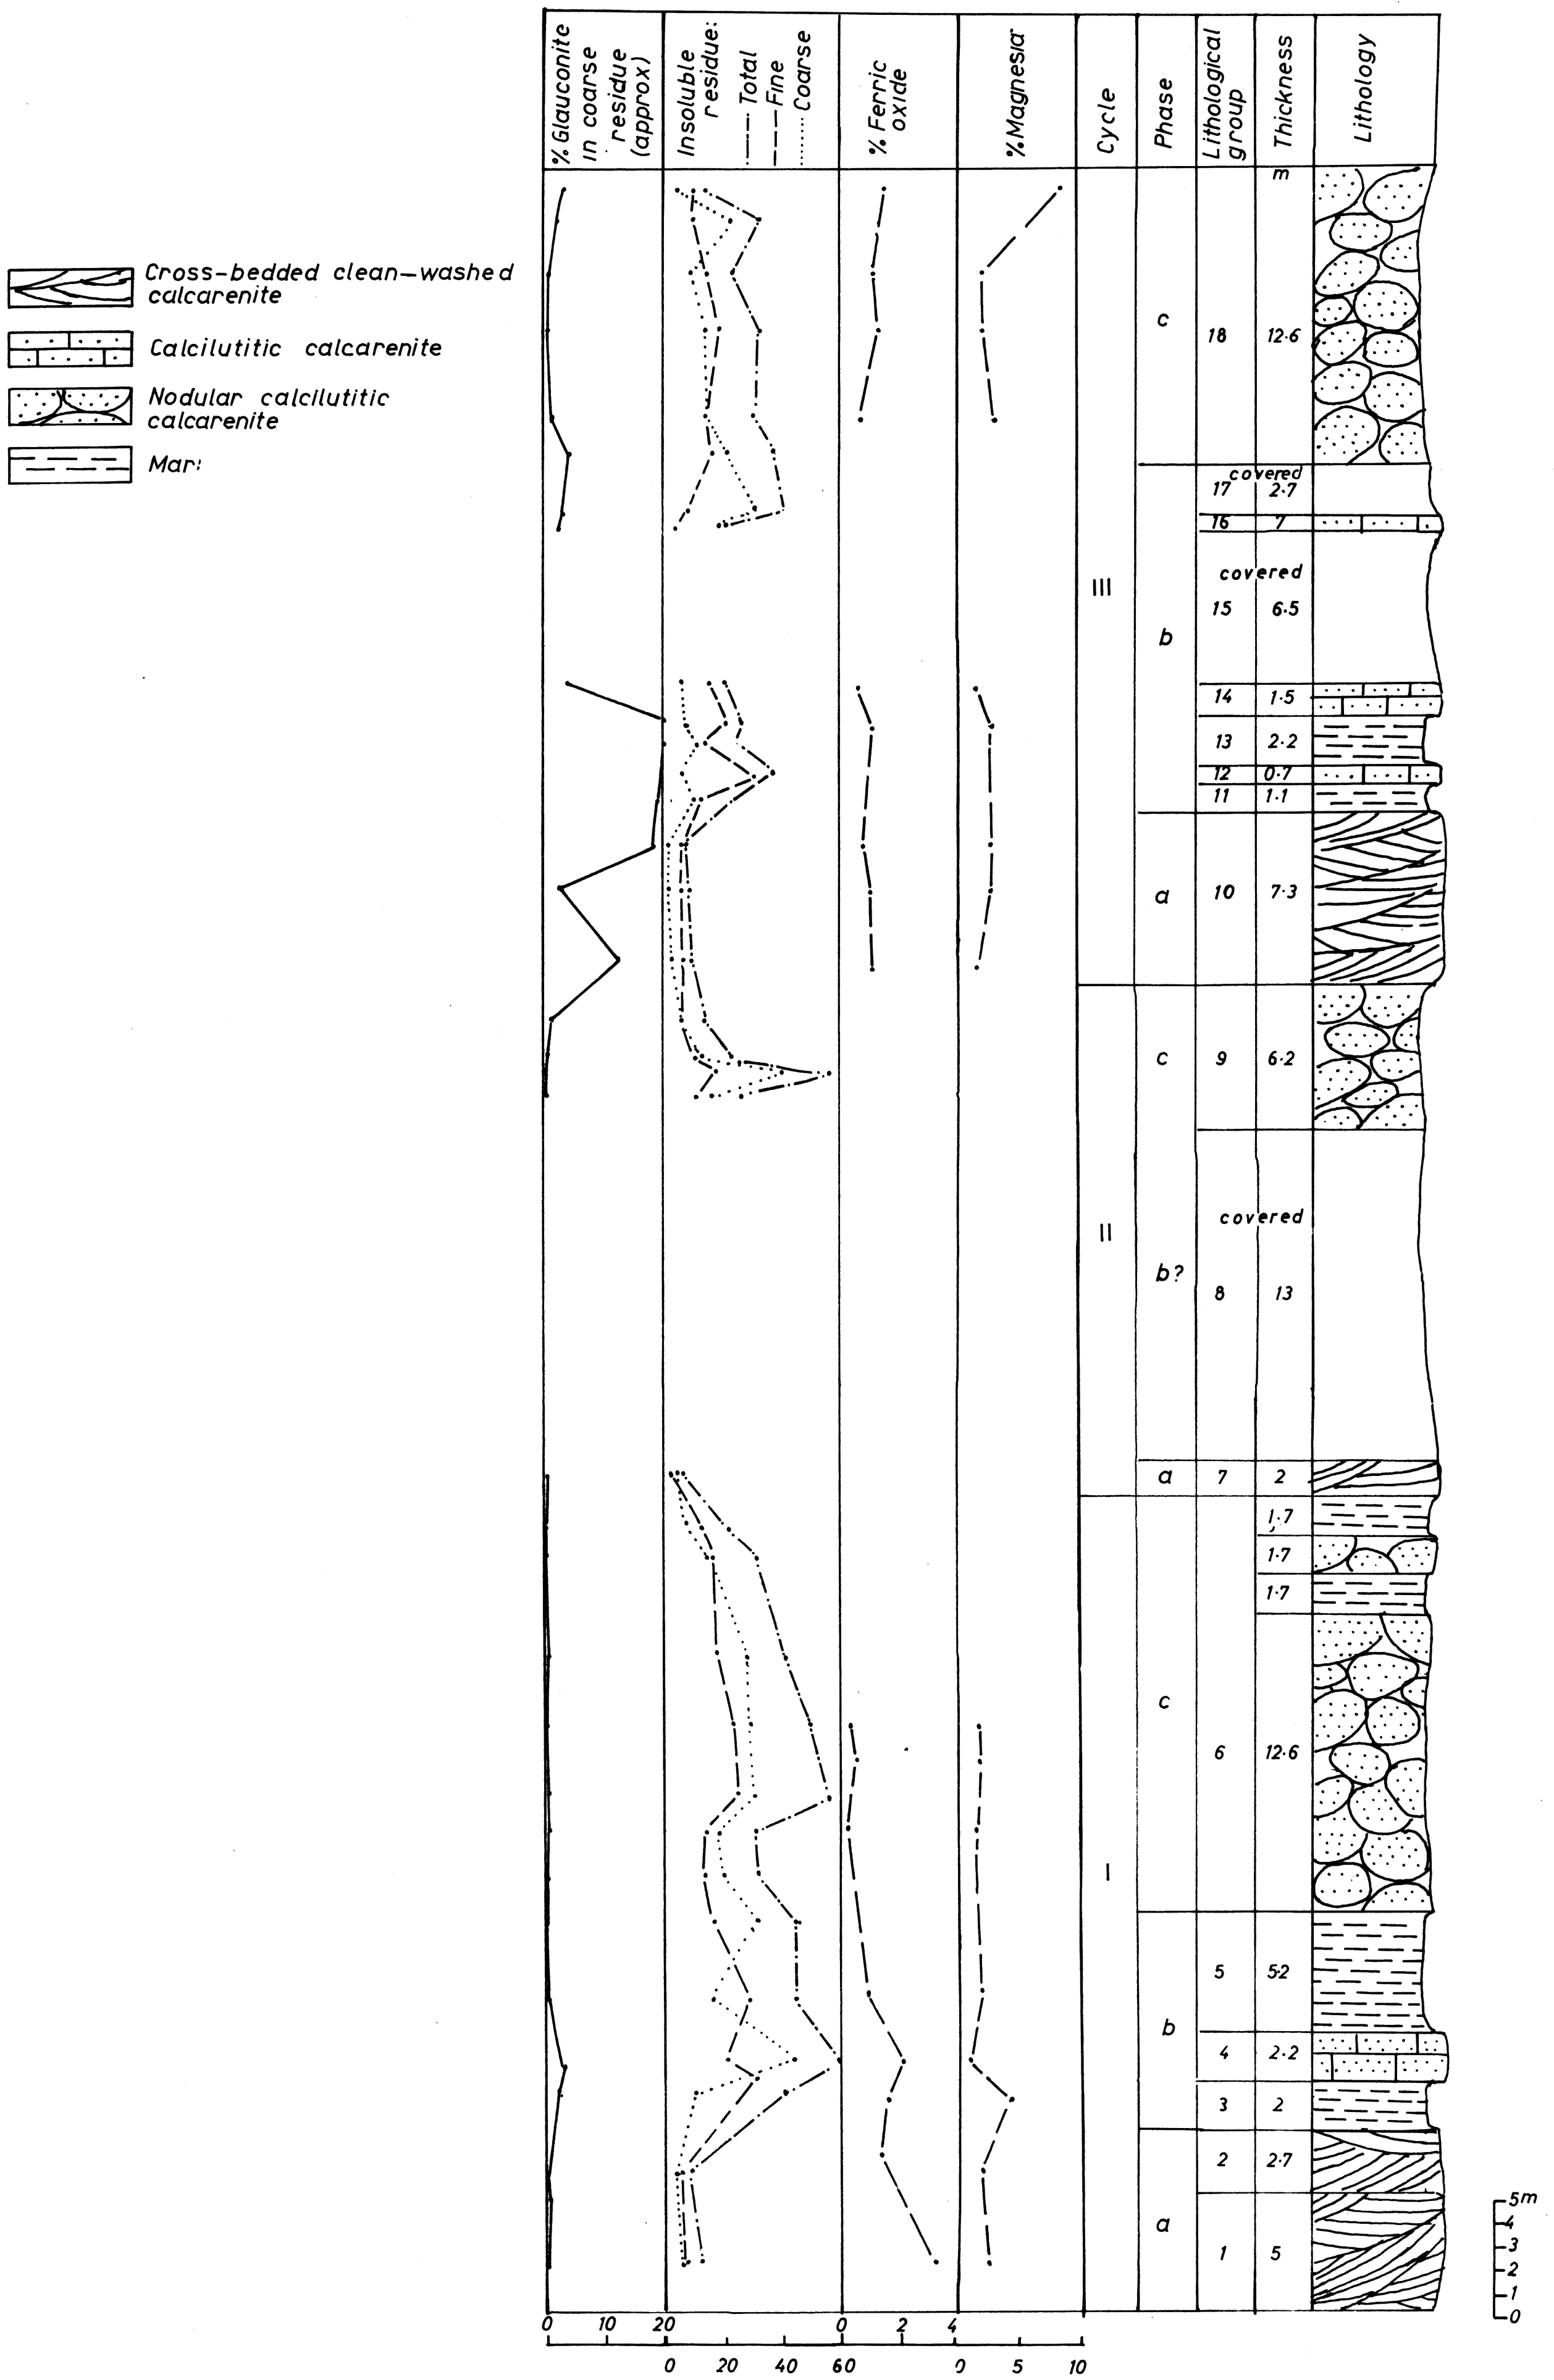 % Glauconite
in coarse
residue
(approx)
Insoluble
residue:
Total
Fine
Coarse
% Ferric
oxide
% Magnesia
Cycle
Phase
Lithological
group
Thickness
Lithology
m
Cross-bedded clean-washed
calcarenite
Calcilutitic calcarenite
Nodular calcilutitic
calcarenite
Mar
c 18 12·6
covered
17 2·7
16 7
covered
III
15 6·5
b
14 1·5
13 2·2
12 0·7
11 1·1
a 10 7·3
c 9 6·2
covered
II
b? 8 13
a 7 2
1·7
1·7
1·7
c
6 12·6
I
5 5·2
b
4 2·2
3 2
2 2·7
a
1 5
5m
4
3
2
1
0
0 10 20 0 2 4
0 20 40 60 0 5 10